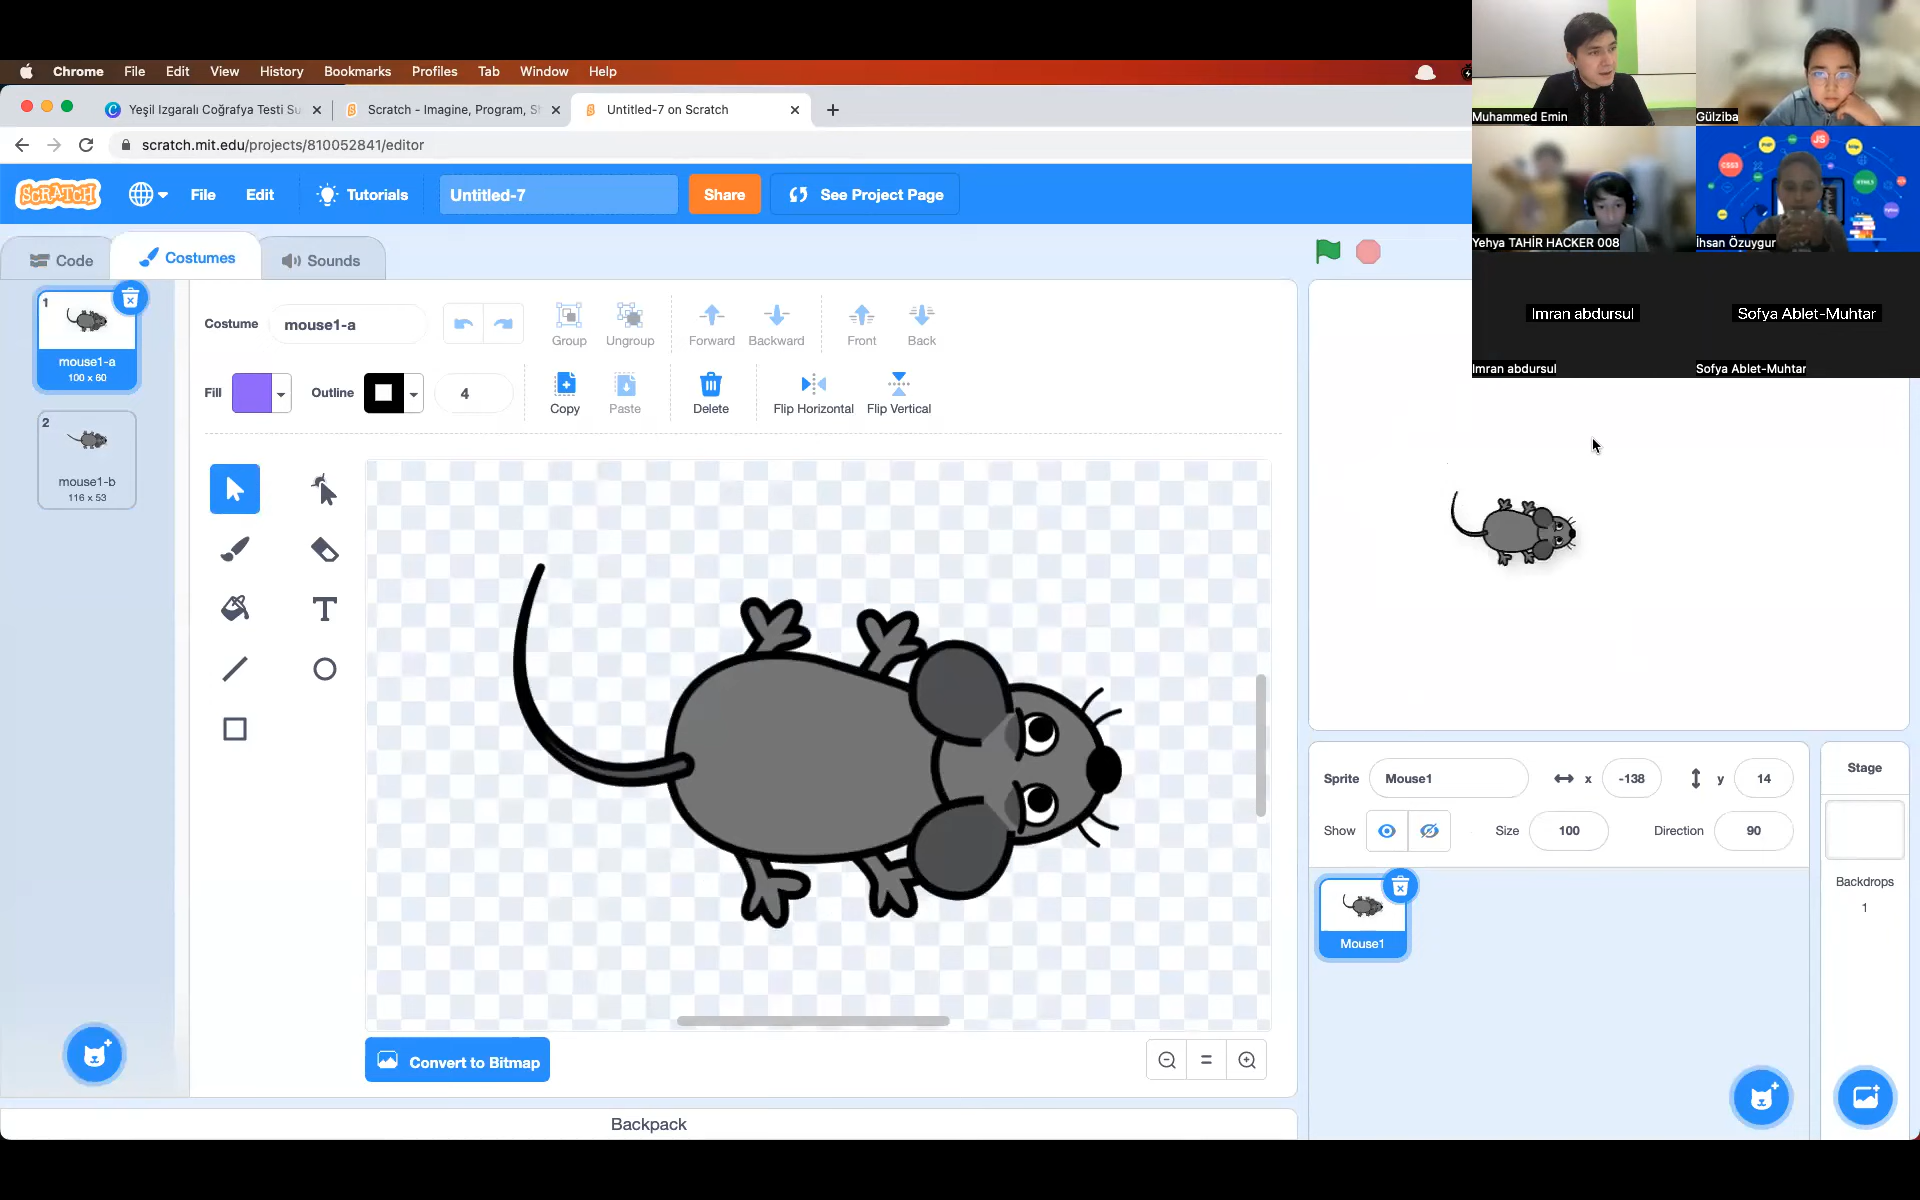 Chrome File Edit View History Bookmarks Profiles Tab Window Help
Yeşil Izgaralı Coğrafya Testi Su
Scratch - Imagine, Program, Sh
Untitled-7 on Scratch
scratch.mit.edu/projects/810052841/editor
SCRATCH File Edit Tutorials Untitled-7 Share See Project Page
Code Costumes Sounds
1
mouse1-a
100 x 60
2
mouse1-b
116 x 53
Costume mouse1-a
Group Ungroup Forward Backward Front Back
Fill Outline 4
Copy Paste Delete Flip Horizontal Flip Vertical
T
Convert to Bitmap
Backpack
Muhammed Emin
Gülziba
Yehya TAHİR HACKER 008
CSS3 PHP JS HTML5
İhsan Özuygur
Imran abdursul
Sofya Ablet-Muhtar
Imran abdursul
Sofya Ablet-Muhtar
Sprite Mouse1 x -138 y 14
Show Size 100 Direction 90
Mouse1
Stage
Backdrops
1